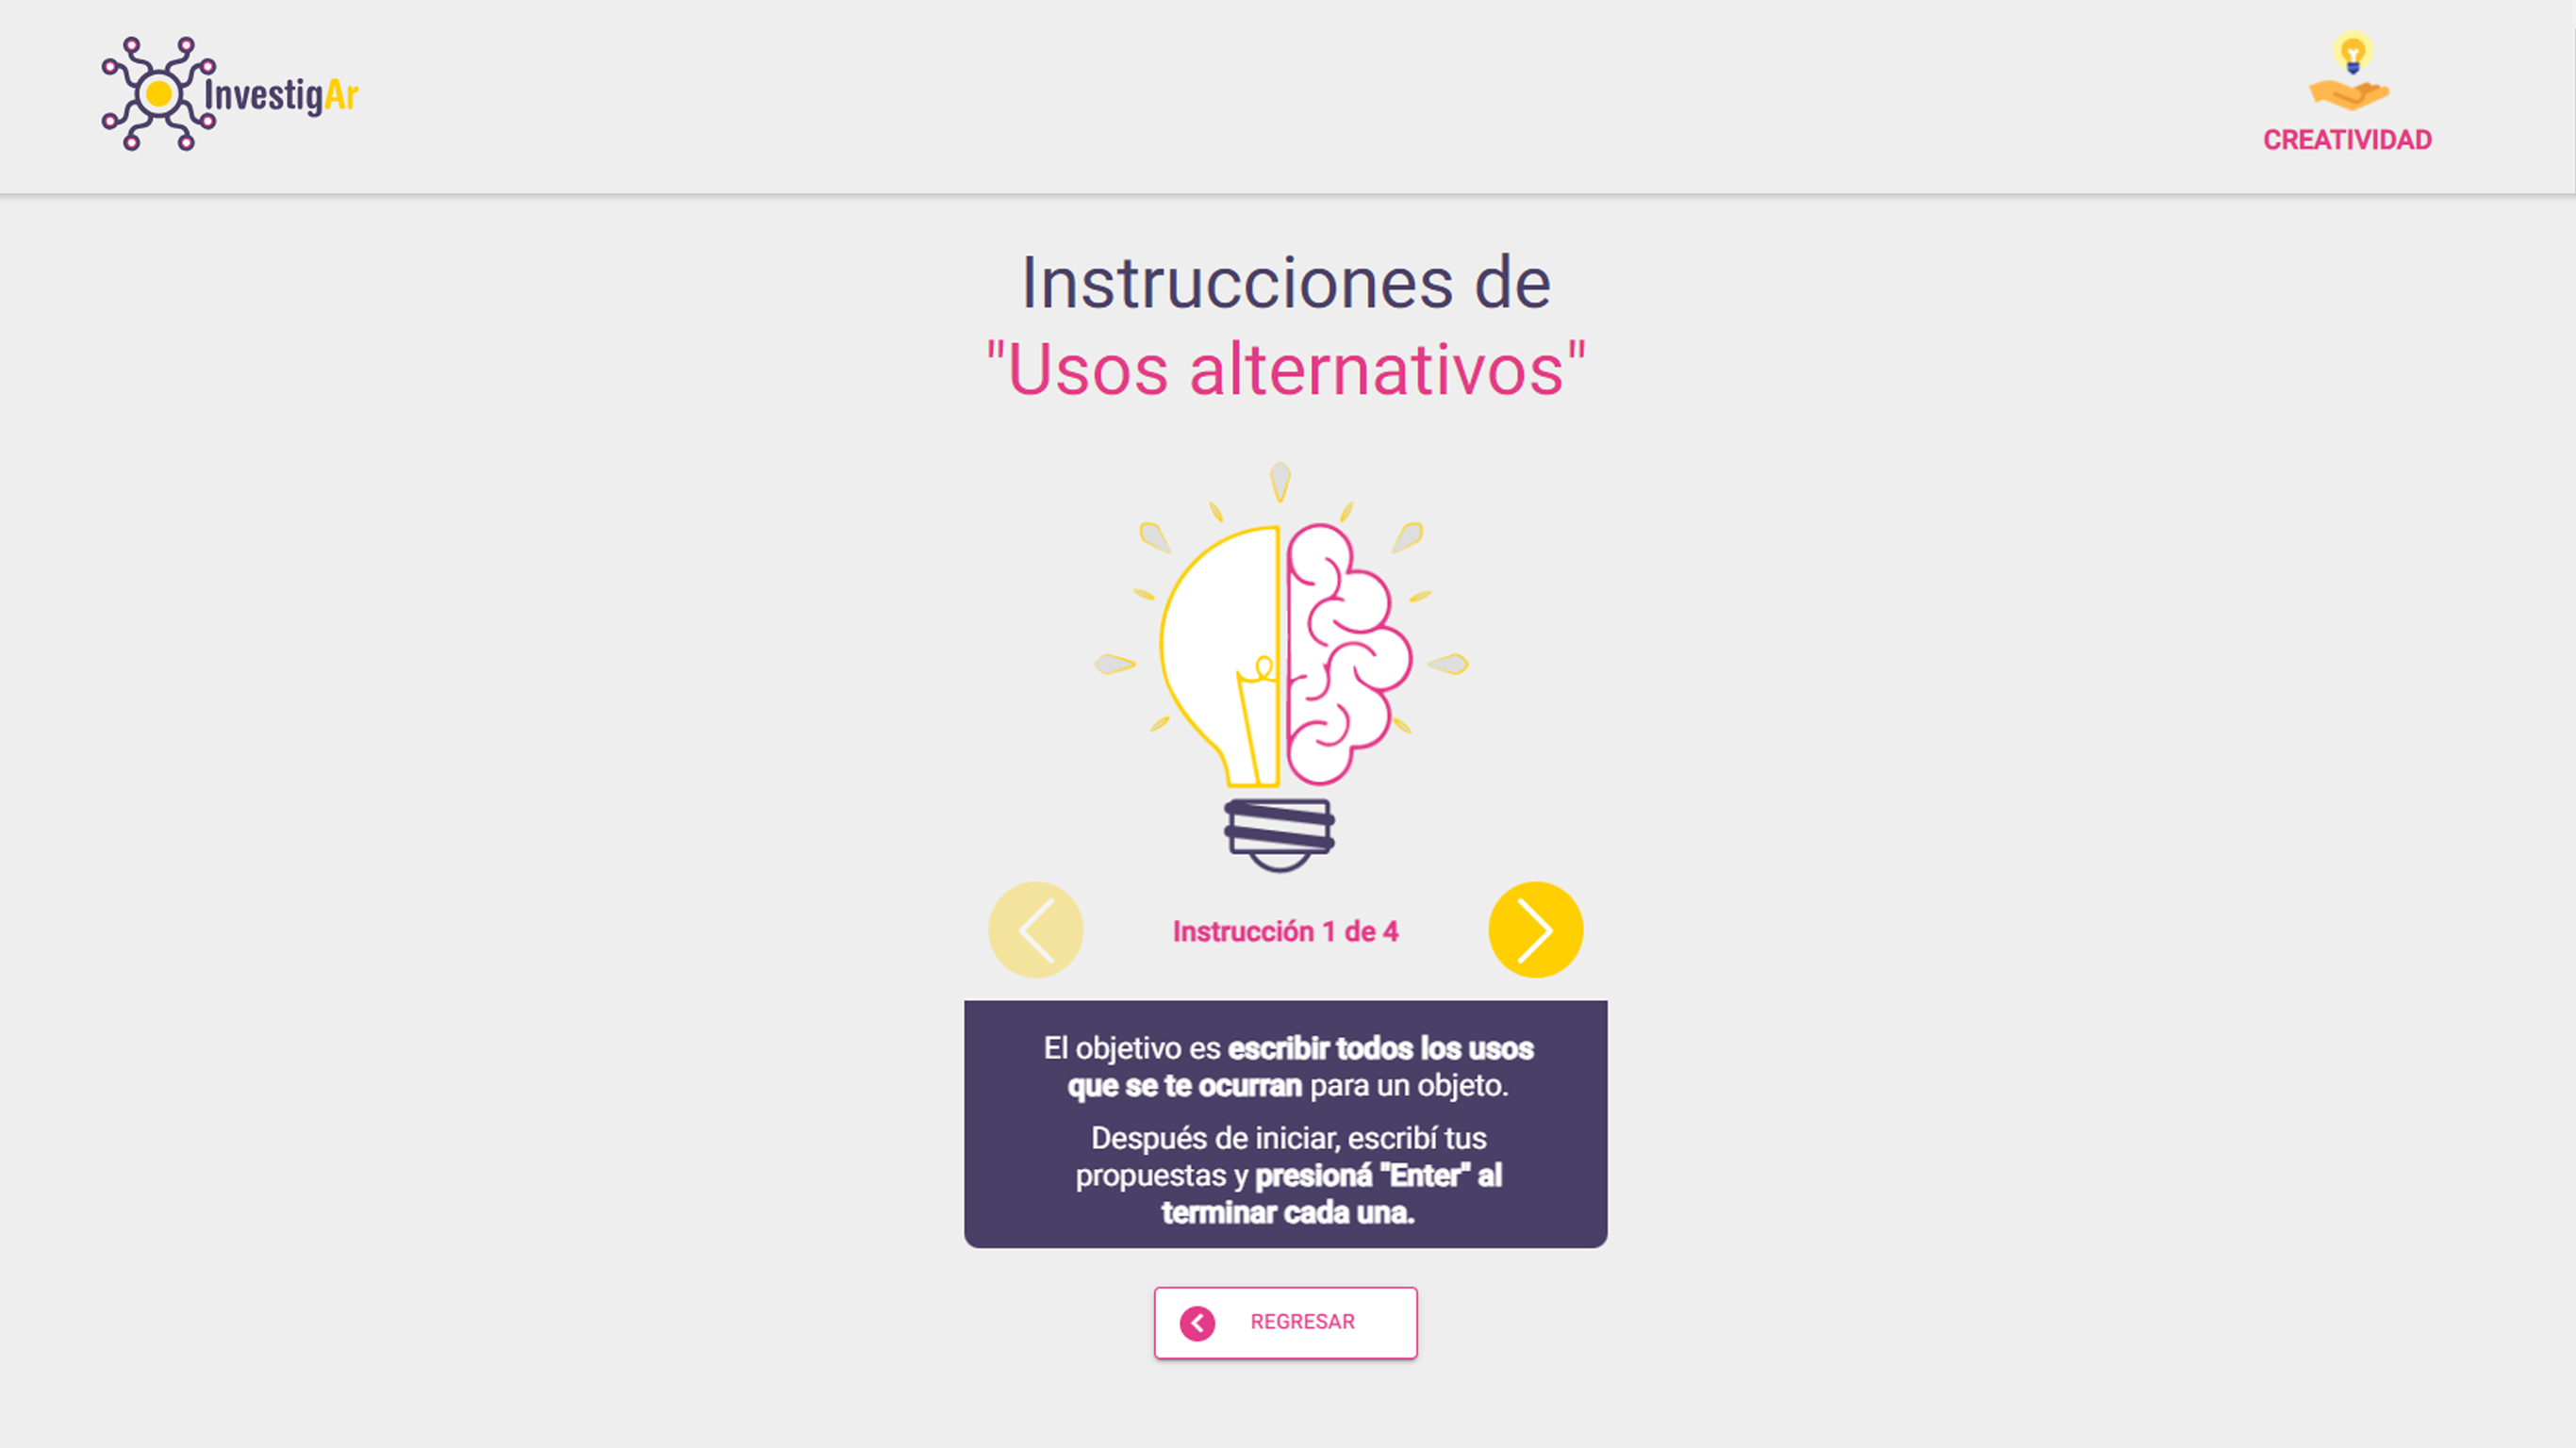 InvestigAr
CREATIVIDAD
Instrucciones de
"Usos alternativos"
Instrucción 1 de 4
El objetivo es escribir todos los usos
que se te ocurran para un objeto.
Después de iniciar, escribí tus
propuestas y presioná "Enter" al
terminar cada una.
REGRESAR